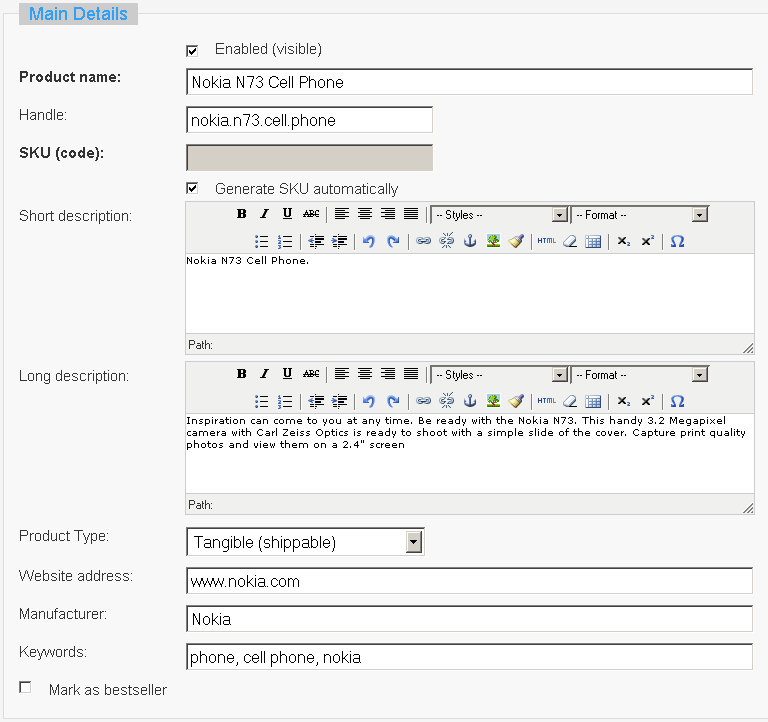 Main Details
Enabled (visible)
Product name: Nokia N73 Cell Phone
Handle: nokia.n73.cell.phone
SKU (code):
Generate SKU automatically
Short description: B I U ABC -- Styles -- -- Format --
HTML x₂ x² Ω
Nokia N73 Cell Phone.
Path:
Long description: B I U ABC -- Styles -- -- Format --
HTML x₂ x² Ω
Inspiration can come to you at any time. Be ready with the Nokia N73. This handy 3.2 Megapixel
camera with Carl Zeiss Optics is ready to shoot with a simple slide of the cover. Capture print quality
photos and view them on a 2.4" screen
Path:
Product Type: Tangible (shippable)
Website address: www.nokia.com
Manufacturer: Nokia
Keywords: phone, cell phone, nokia
Mark as bestseller